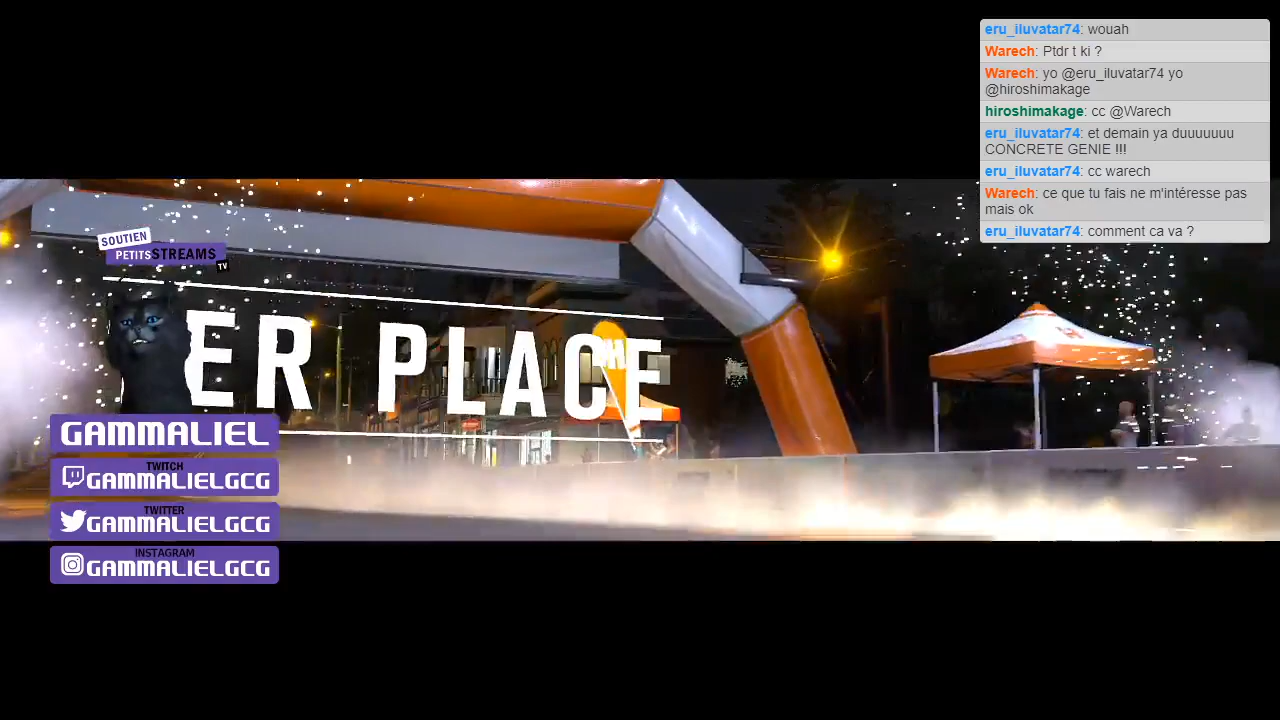 eru_iluvatar74: wouah
Warech: Ptdr t ki ?
Warech: yo @eru_iluvatar74 yo
@hiroshimakage
hiroshimakage: cc @Warech
eru_iluvatar74: et demain ya duuuuuuu
CONCRETE GENIE !!!
eru_iluvatar74: cc warech
Warech: ce que tu fais ne m'intéresse pas
mais ok
eru_iluvatar74: comment ca va ?
SOUTIEN
PETITSSTREAMS
TV
ER PLACE
GAMMALIEL
TWITCH
GAMMALIELGCG
TWITTER
GAMMALIELGCG
INSTAGRAM
GAMMALIELGCG